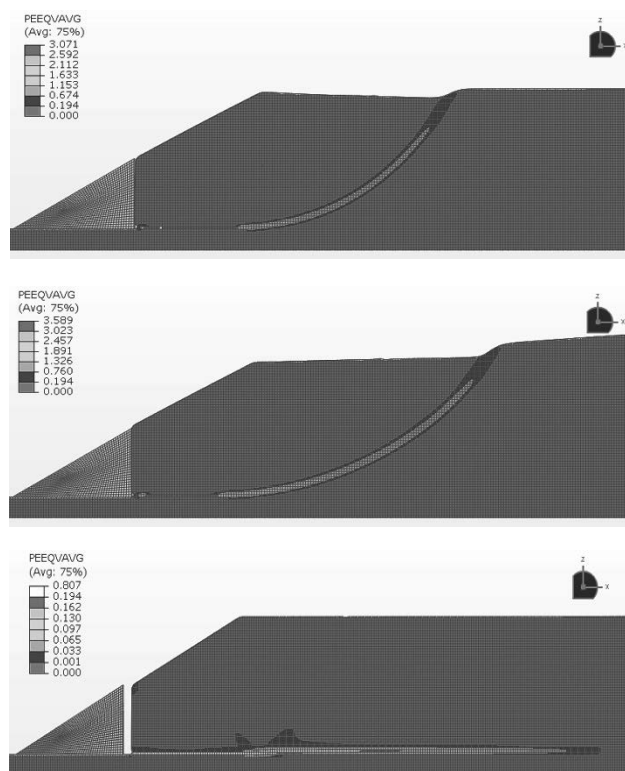 PEEQVAVG
(Avg: 75%)
3.071
2.592
2.112
1.633
1.153
0.674
0.194
0.000
z
x
PEEQVAVG
(Avg: 75%)
3.589
3.023
2.457
1.891
1.326
0.760
0.194
0.000
z
x
PEEQVAVG
(Avg: 75%)
0.807
0.194
0.162
0.130
0.097
0.065
0.033
0.001
0.000
z
x